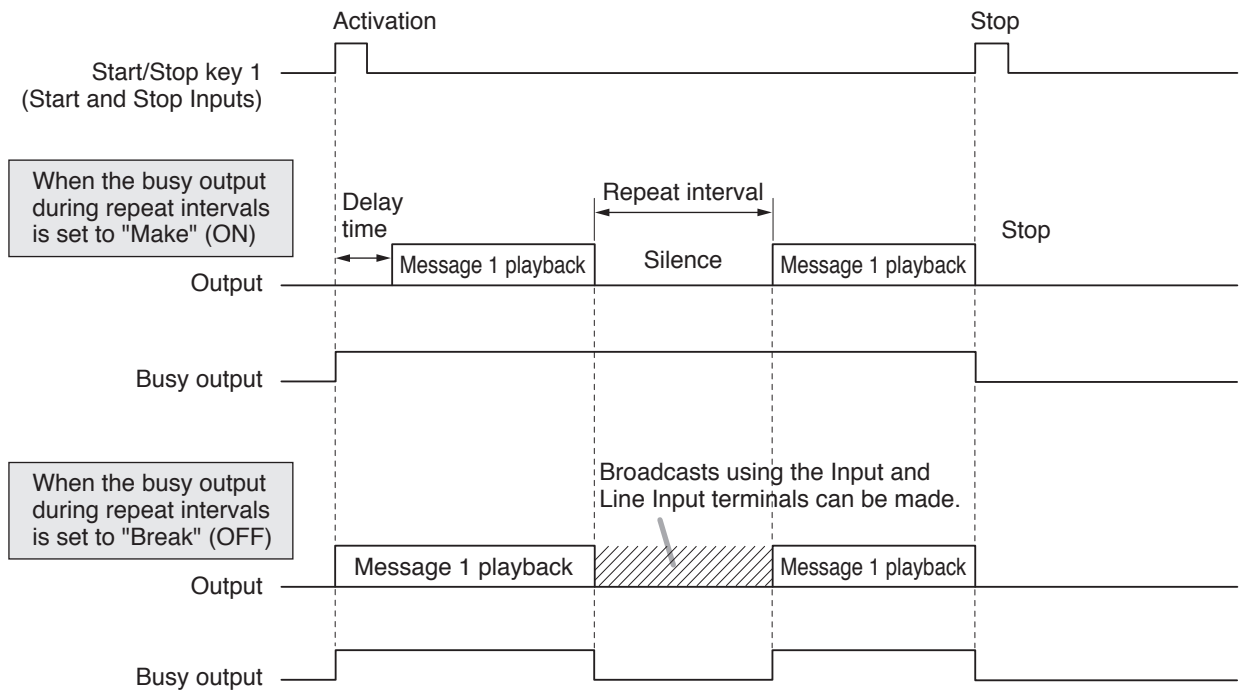 Activation
Stop
Start/Stop key 1
(Start and Stop Inputs)
When the busy output
during repeat intervals
is set to "Make" (ON)
Delay
time
Repeat interval
Stop
Message 1 playback
Silence
Message 1 playback
Output
Busy output
When the busy output
during repeat intervals
is set to "Break" (OFF)
Broadcasts using the Input and
Line Input terminals can be made.
Message 1 playback
Message 1 playback
Output
Busy output